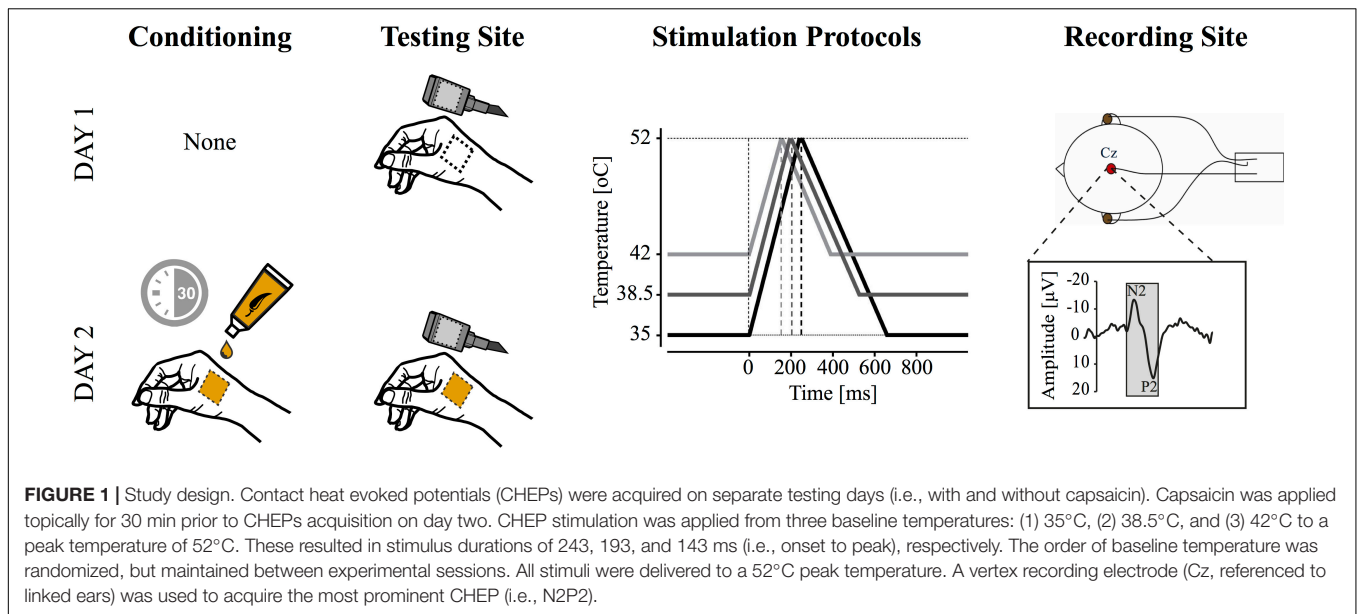 Conditioning
Testing Site
Stimulation Protocols
Recording Site
DAY 1
None
DAY 2
30
Temperature [oC]
52
42
38.5
35
0 200 400 600 800
Time [ms]
Cz
Amplitude [µV]
-20
-10
0
10
20
N2
P2
FIGURE 1 | Study design. Contact heat evoked potentials (CHEPs) were acquired on separate testing days (i.e., with and without capsaicin). Capsaicin was applied
topically for 30 min prior to CHEPs acquisition on day two. CHEP stimulation was applied from three baseline temperatures: (1) 35°C, (2) 38.5°C, and (3) 42°C to a
peak temperature of 52°C. These resulted in stimulus durations of 243, 193, and 143 ms (i.e., onset to peak), respectively. The order of baseline temperature was
randomized, but maintained between experimental sessions. All stimuli were delivered to a 52°C peak temperature. A vertex recording electrode (Cz, referenced to
linked ears) was used to acquire the most prominent CHEP (i.e., N2P2).